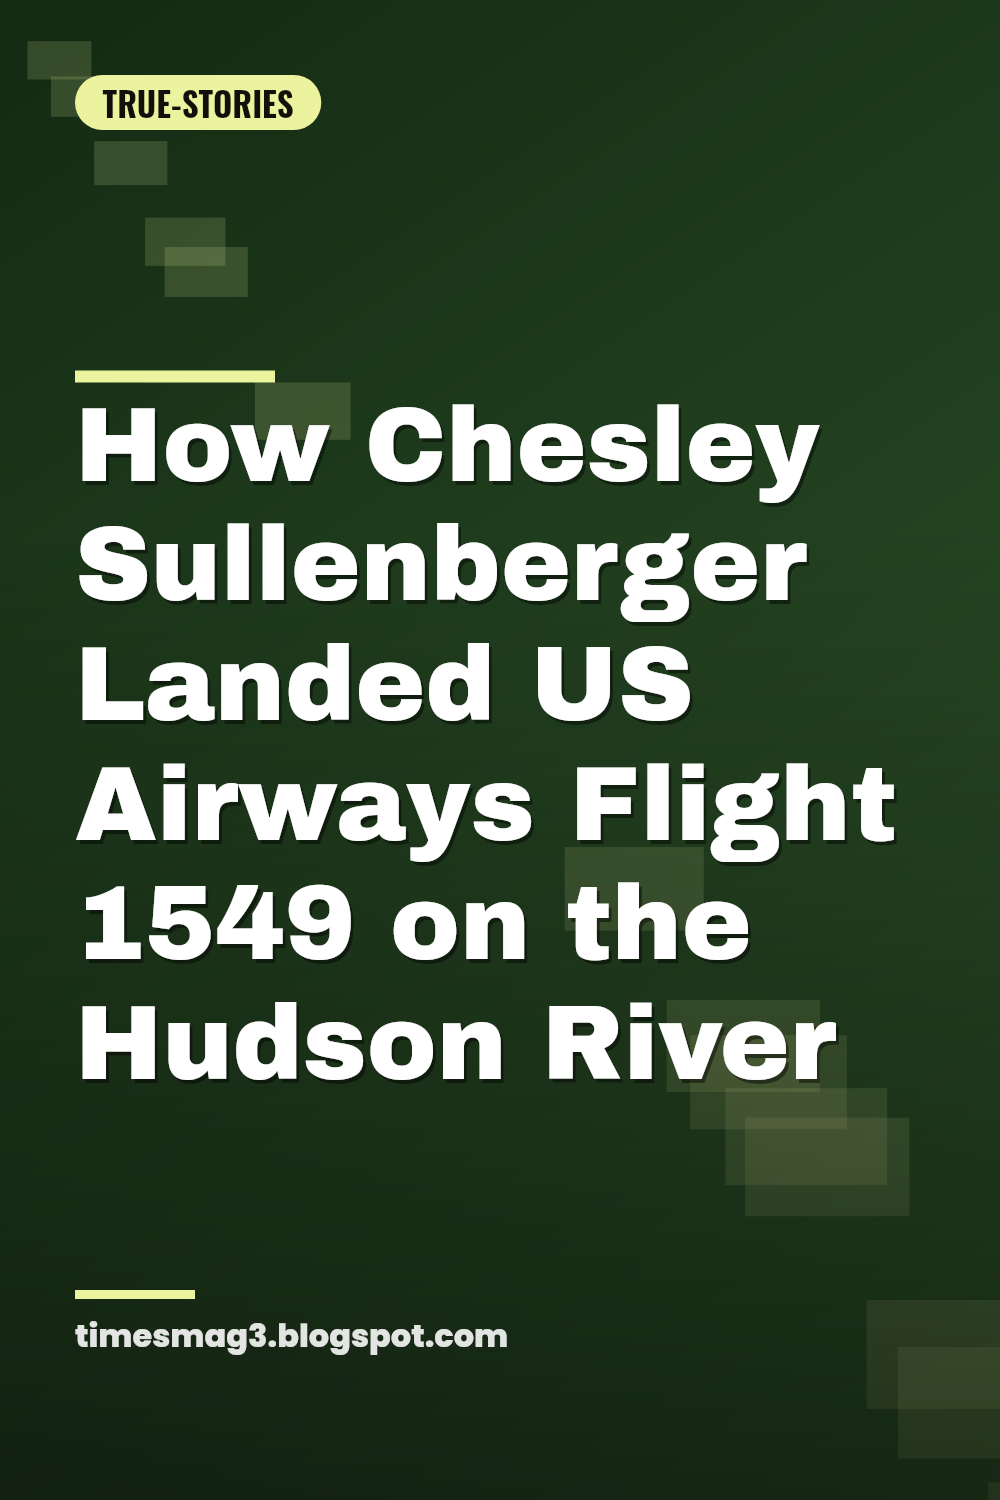 TRUE-STORIES
How Chesley
Sullenberger
Landed US
Airways Flight
1549 on the
Hudson River
timesmag3.blogspot.com